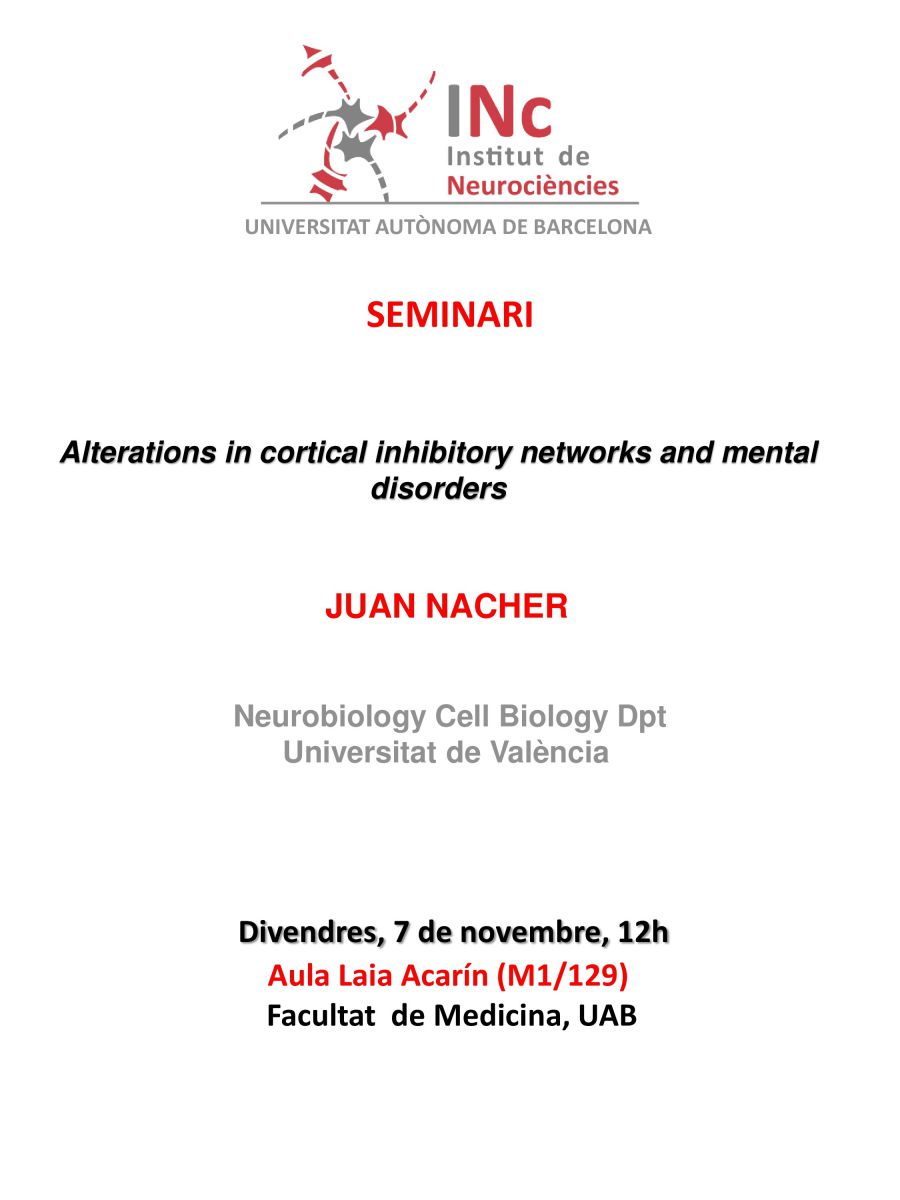 INc
Institut de
Neurociències
UNIVERSITAT AUTÒNOMA DE BARCELONA
SEMINARI
Alterations in cortical inhibitory networks and mental
disorders
JUAN NACHER
Neurobiology Cell Biology Dpt
Universitat de València
Divendres, 7 de novembre, 12h
Aula Laia Acarín (M1/129)
Facultat de Medicina, UAB